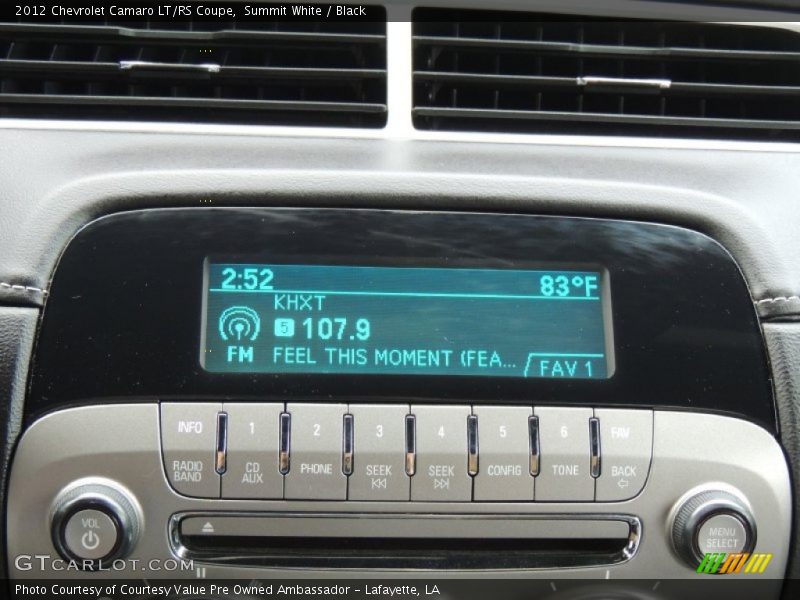 2012 Chevrolet Camaro LT/RS Coupe, Summit White / Black
2:52 83°F
KHXT
5 107.9
FM FEEL THIS MOMENT (FEA... FAV 1
INFO 1 2 3 4 5 6 FAV
RADIO BAND CD AUX PHONE SEEK SEEK CONFIG TONE BACK
VOL
MENU SELECT
GTCARLOT.COM
Photo Courtesy of Courtesy Value Pre Owned Ambassador - Lafayette, LA